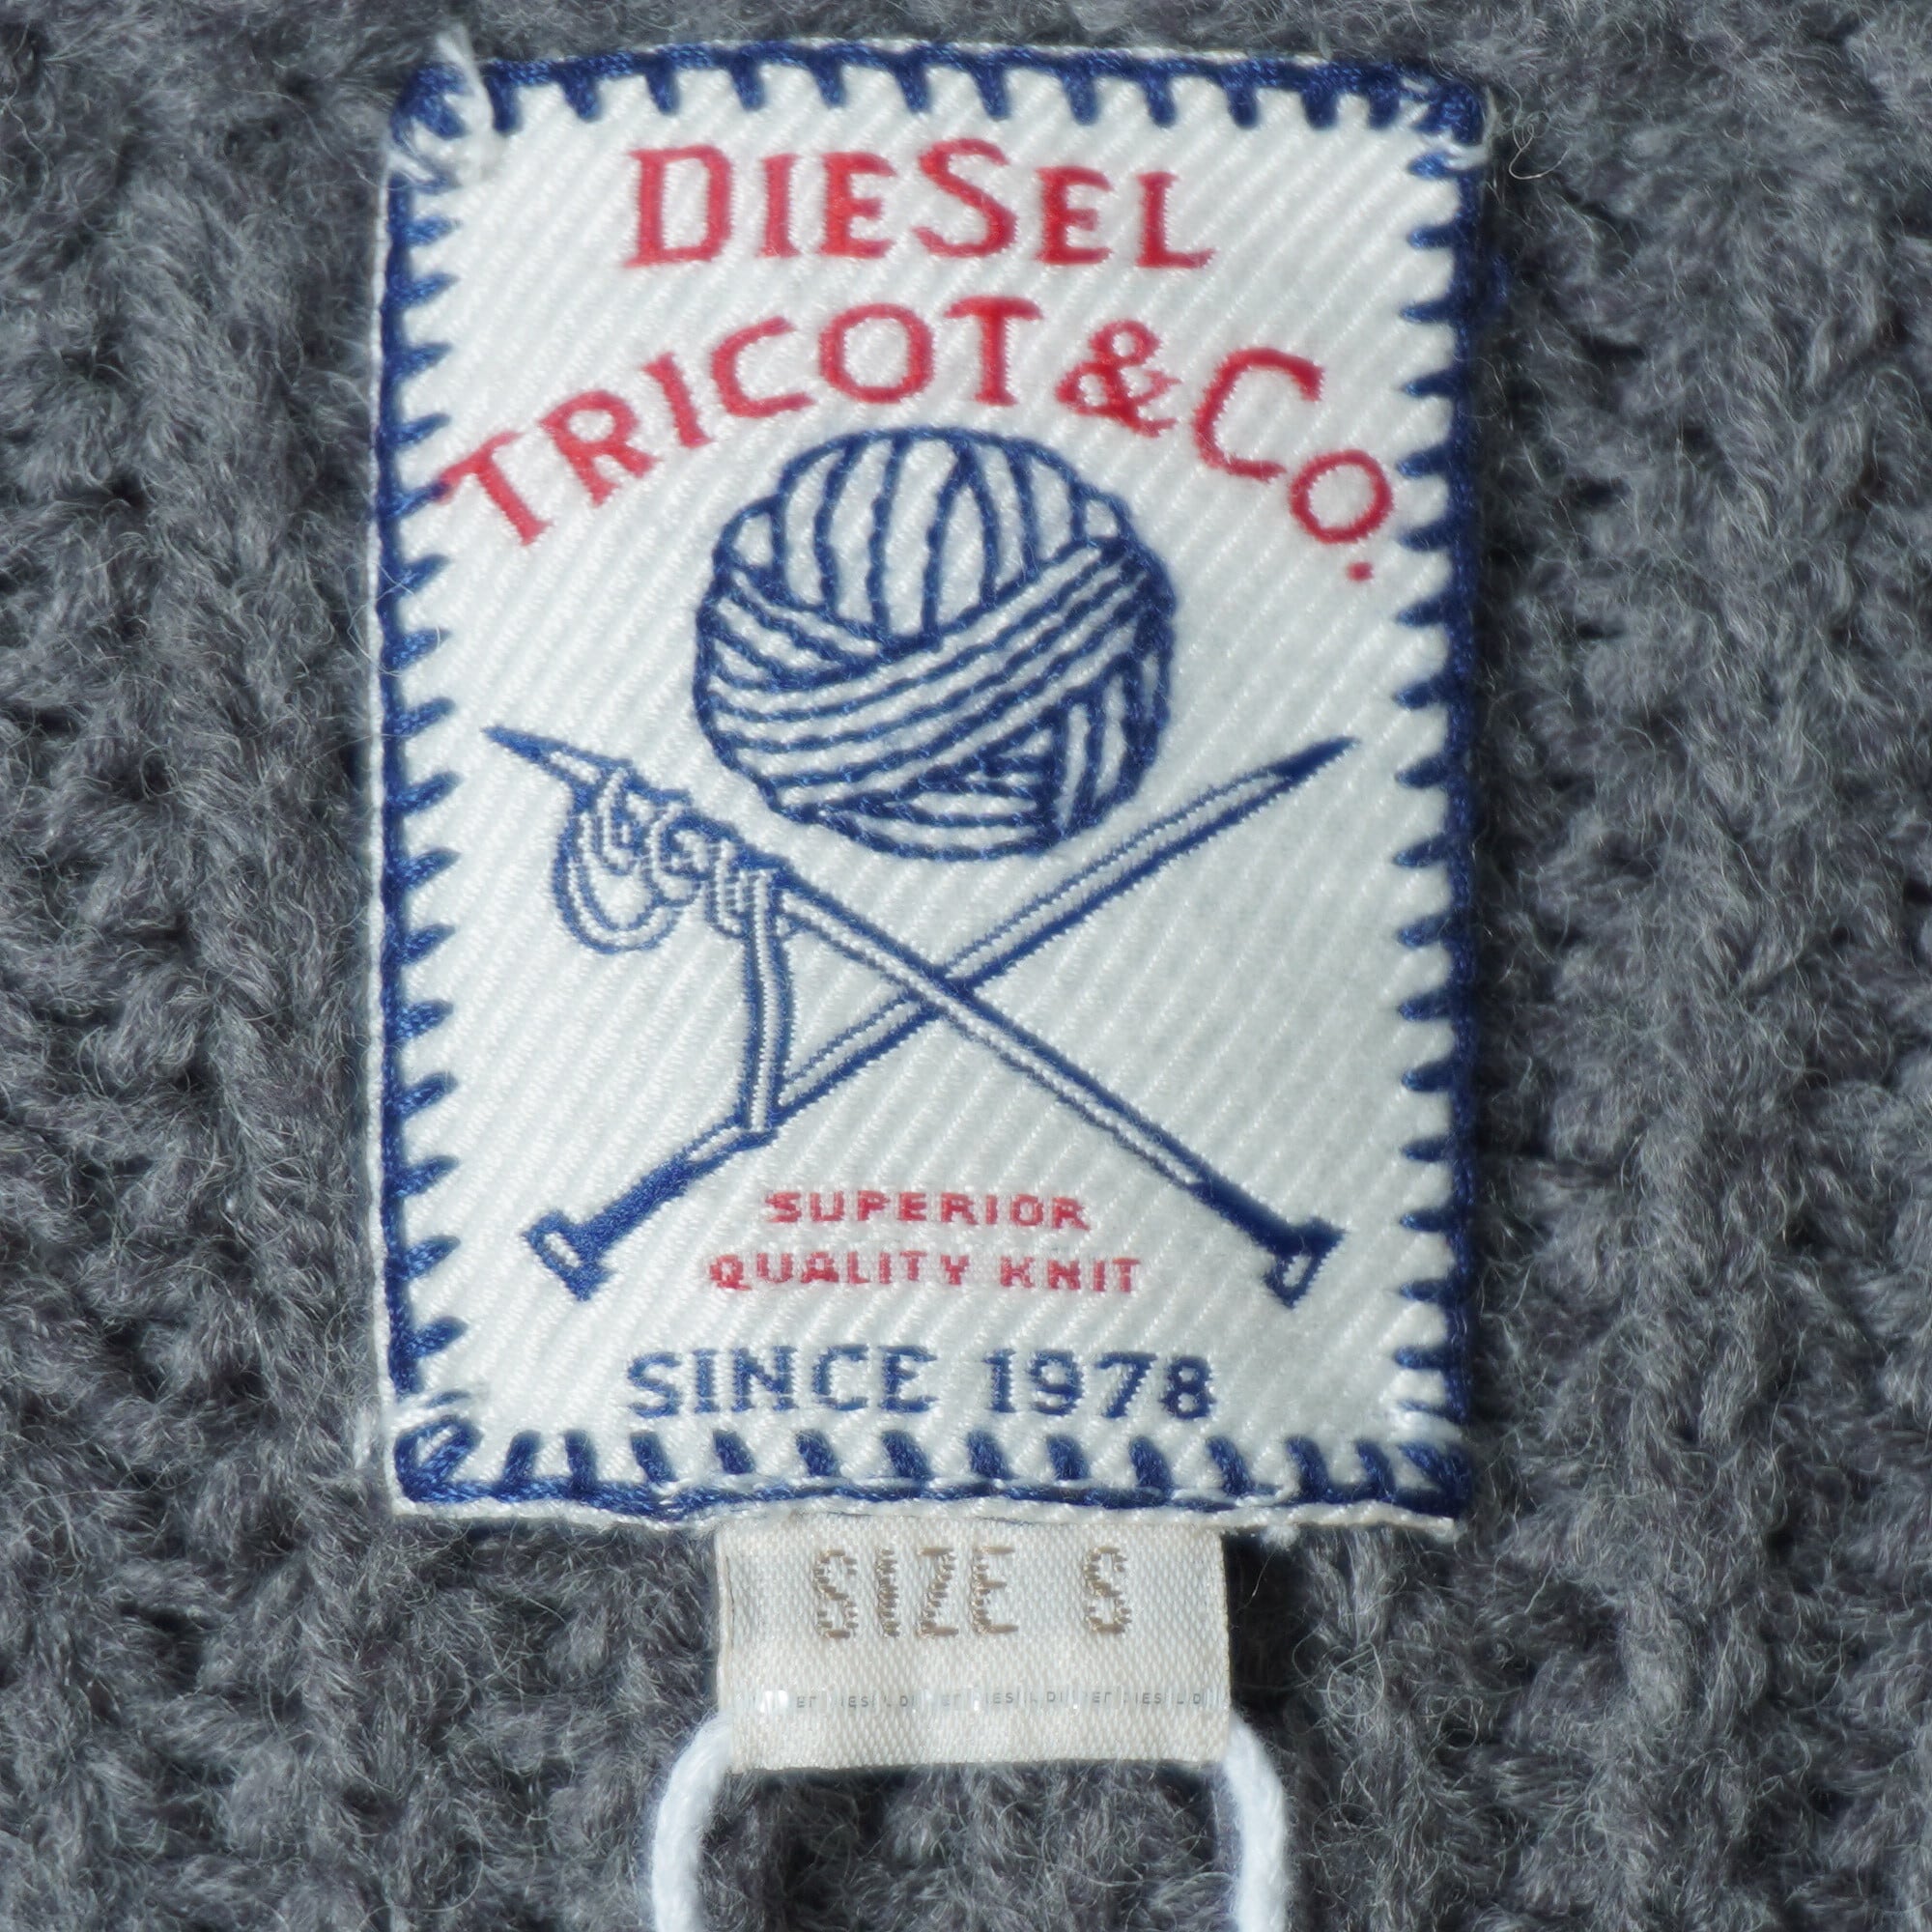 DIESEL
TRICOT & CO.
SUPERIOR
QUALITY KNIT
SINCE 1978
SIZE S